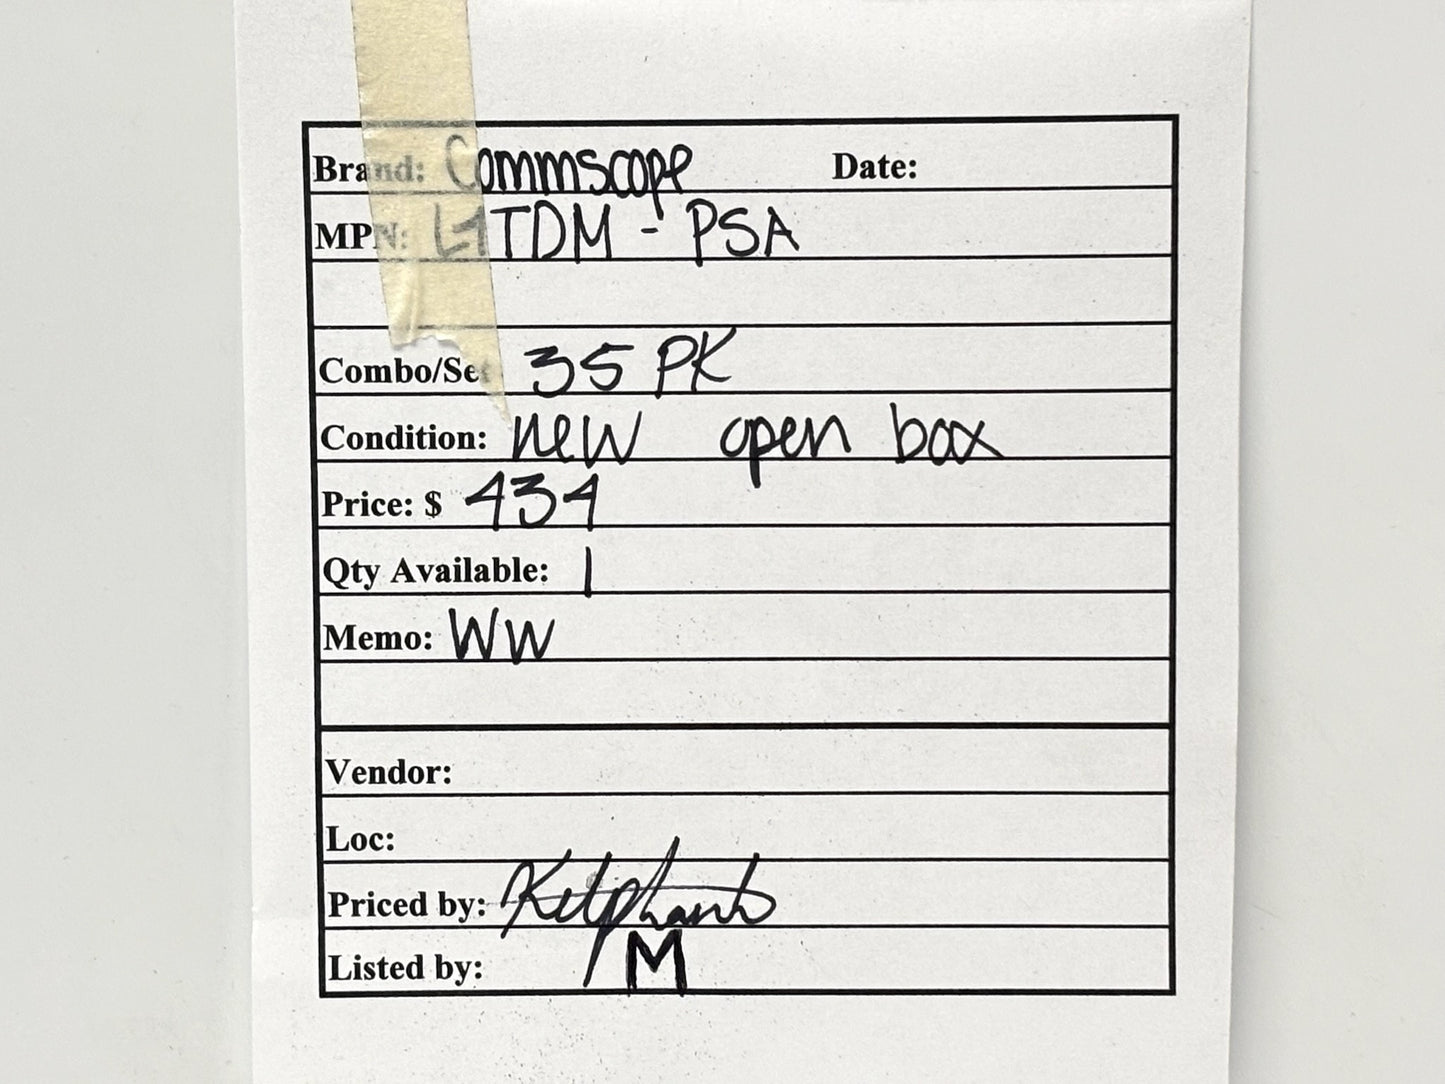 Brand: Commscope Date:
MPN: L4TDM - PSA
Combo/Set 35 PK
Condition: new open box
Price: $ 434
Qty Available: 1
Memo: WW
Vendor:
Loc:
Priced by:
Listed by: M